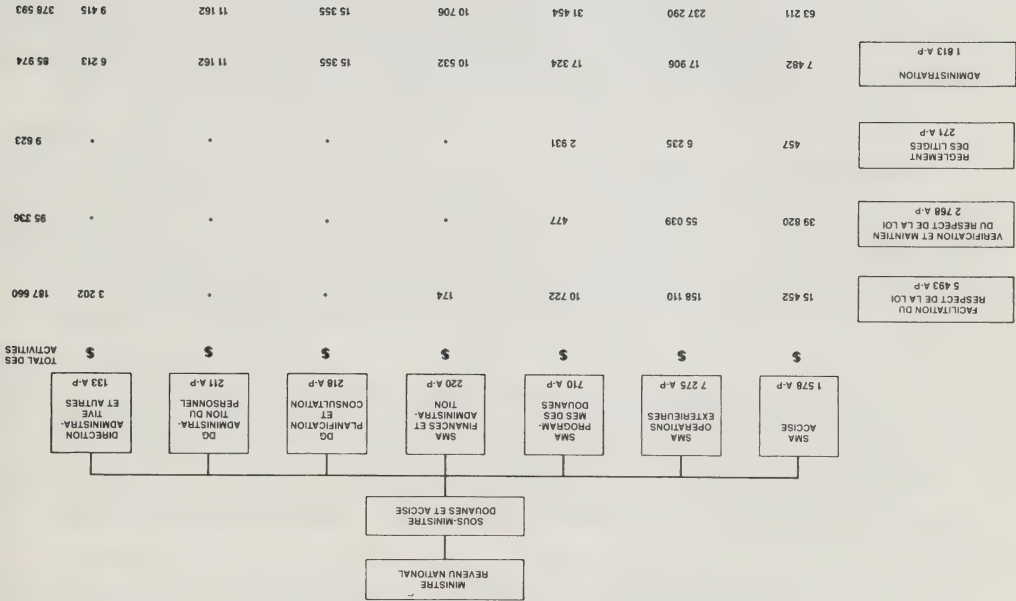 MINISTRE
REVENU NATIONAL
SOUS-MINISTRE
DOUANES ET ACCISE
SMA
ACCISE
1 578 A-P
SMA
OPERATIONS
EXTERIEURES
7 275 A-P
SMA
PROGRAM-
MES DES
DOUANES
710 A-P
SMA
FINANCES ET
ADMINISTRA-
TION
220 A-P
DG
PLANIFICATION
ET
CONSULTATION
218 A-P
DG
ADMINISTRA-
TION DU
PERSONNEL
211 A-P
DIRECTION
ADMINISTRA-
TIVE
ET AUTRES
133 A-P
$ $ $ $ $ $ $ TOTAL DES
ACTIVITIES
FACILITATION DU
RESPECT DE LA LOI
5 493 A-P
15 452 158 110 10 722 174 * * 3 202 187 660
VERIFICATION ET MAINTIEN
DU RESPECT DE LA LOI
2 768 A-P
39 820 55 039 477 * * * * 95 336
REGLEMENT
DES LITIGES
271 A-P
457 6 235 2 931 * * * * 9 623
ADMINISTRATION
1 813 A-P
7 482 17 906 17 324 10 532 15 355 11 162 6 213 85 974
63 211 237 290 31 454 10 706 15 355 11 162 9 415 378 593